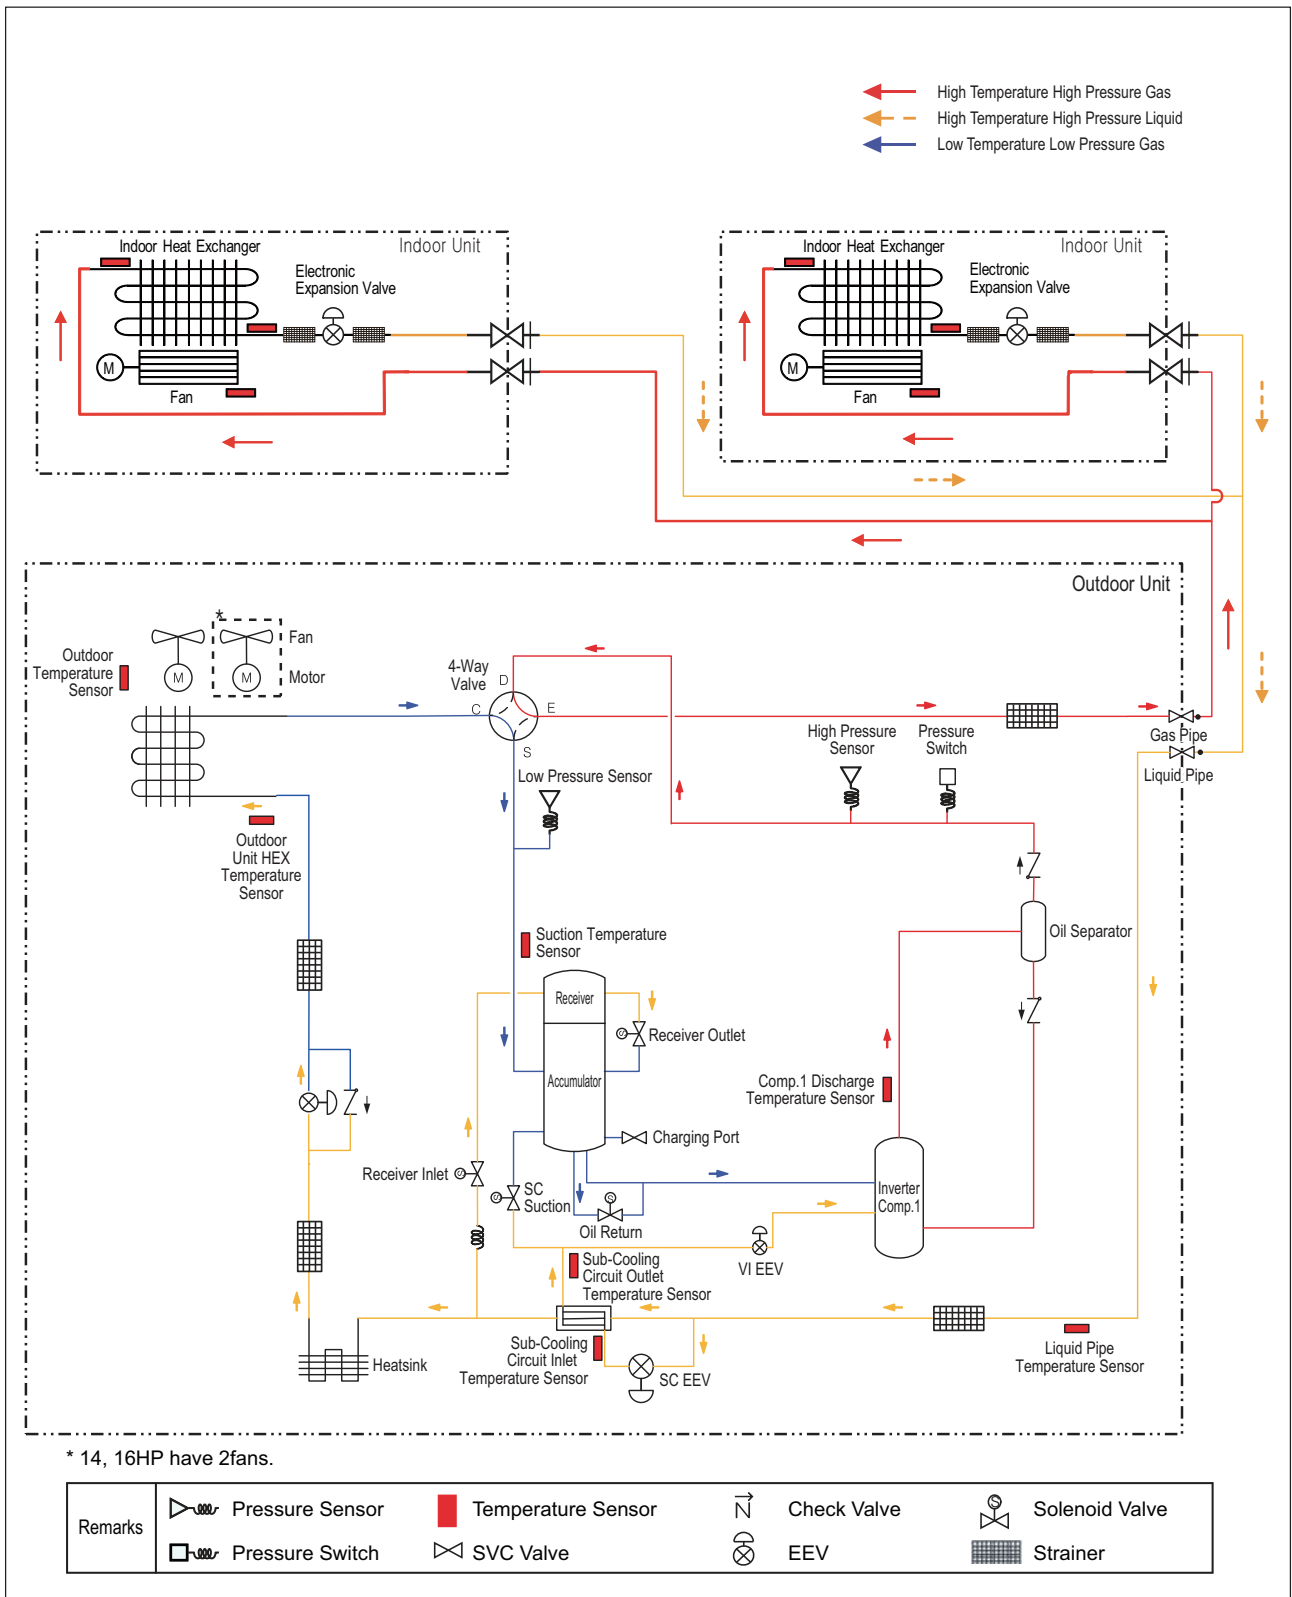 High Temperature High Pressure Gas
High Temperature High Pressure Liquid
Low Temperature Low Pressure Gas
Indoor Heat Exchanger
Indoor Unit
Electronic
Expansion Valve
M
Fan
Indoor Heat Exchanger
Indoor Unit
Electronic
Expansion Valve
M
Fan
Outdoor Unit
*
Fan
Motor
M
M
Outdoor
Temperature
Sensor
4-Way
Valve
D
C
E
S
High Pressure
Sensor
Pressure
Switch
Gas Pipe
Liquid Pipe
Low Pressure Sensor
Outdoor
Unit HEX
Temperature
Sensor
Suction Temperature
Sensor
Oil Separator
Receiver
S
Receiver Outlet
Accumulator
Comp.1 Discharge
Temperature Sensor
Charging Port
Receiver Inlet
S
S
SC
Suction
S
Oil Return
Inverter
Comp.1
VI EEV
Sub-Cooling
Circuit Outlet
Temperature Sensor
Sub-Cooling
Circuit Inlet
Temperature Sensor
SC EEV
Heatsink
Liquid Pipe
Temperature Sensor
* 14, 16HP have 2fans.
Remarks
Pressure Sensor
Temperature Sensor
Check Valve
S
Solenoid Valve
Pressure Switch
SVC Valve
EEV
Strainer